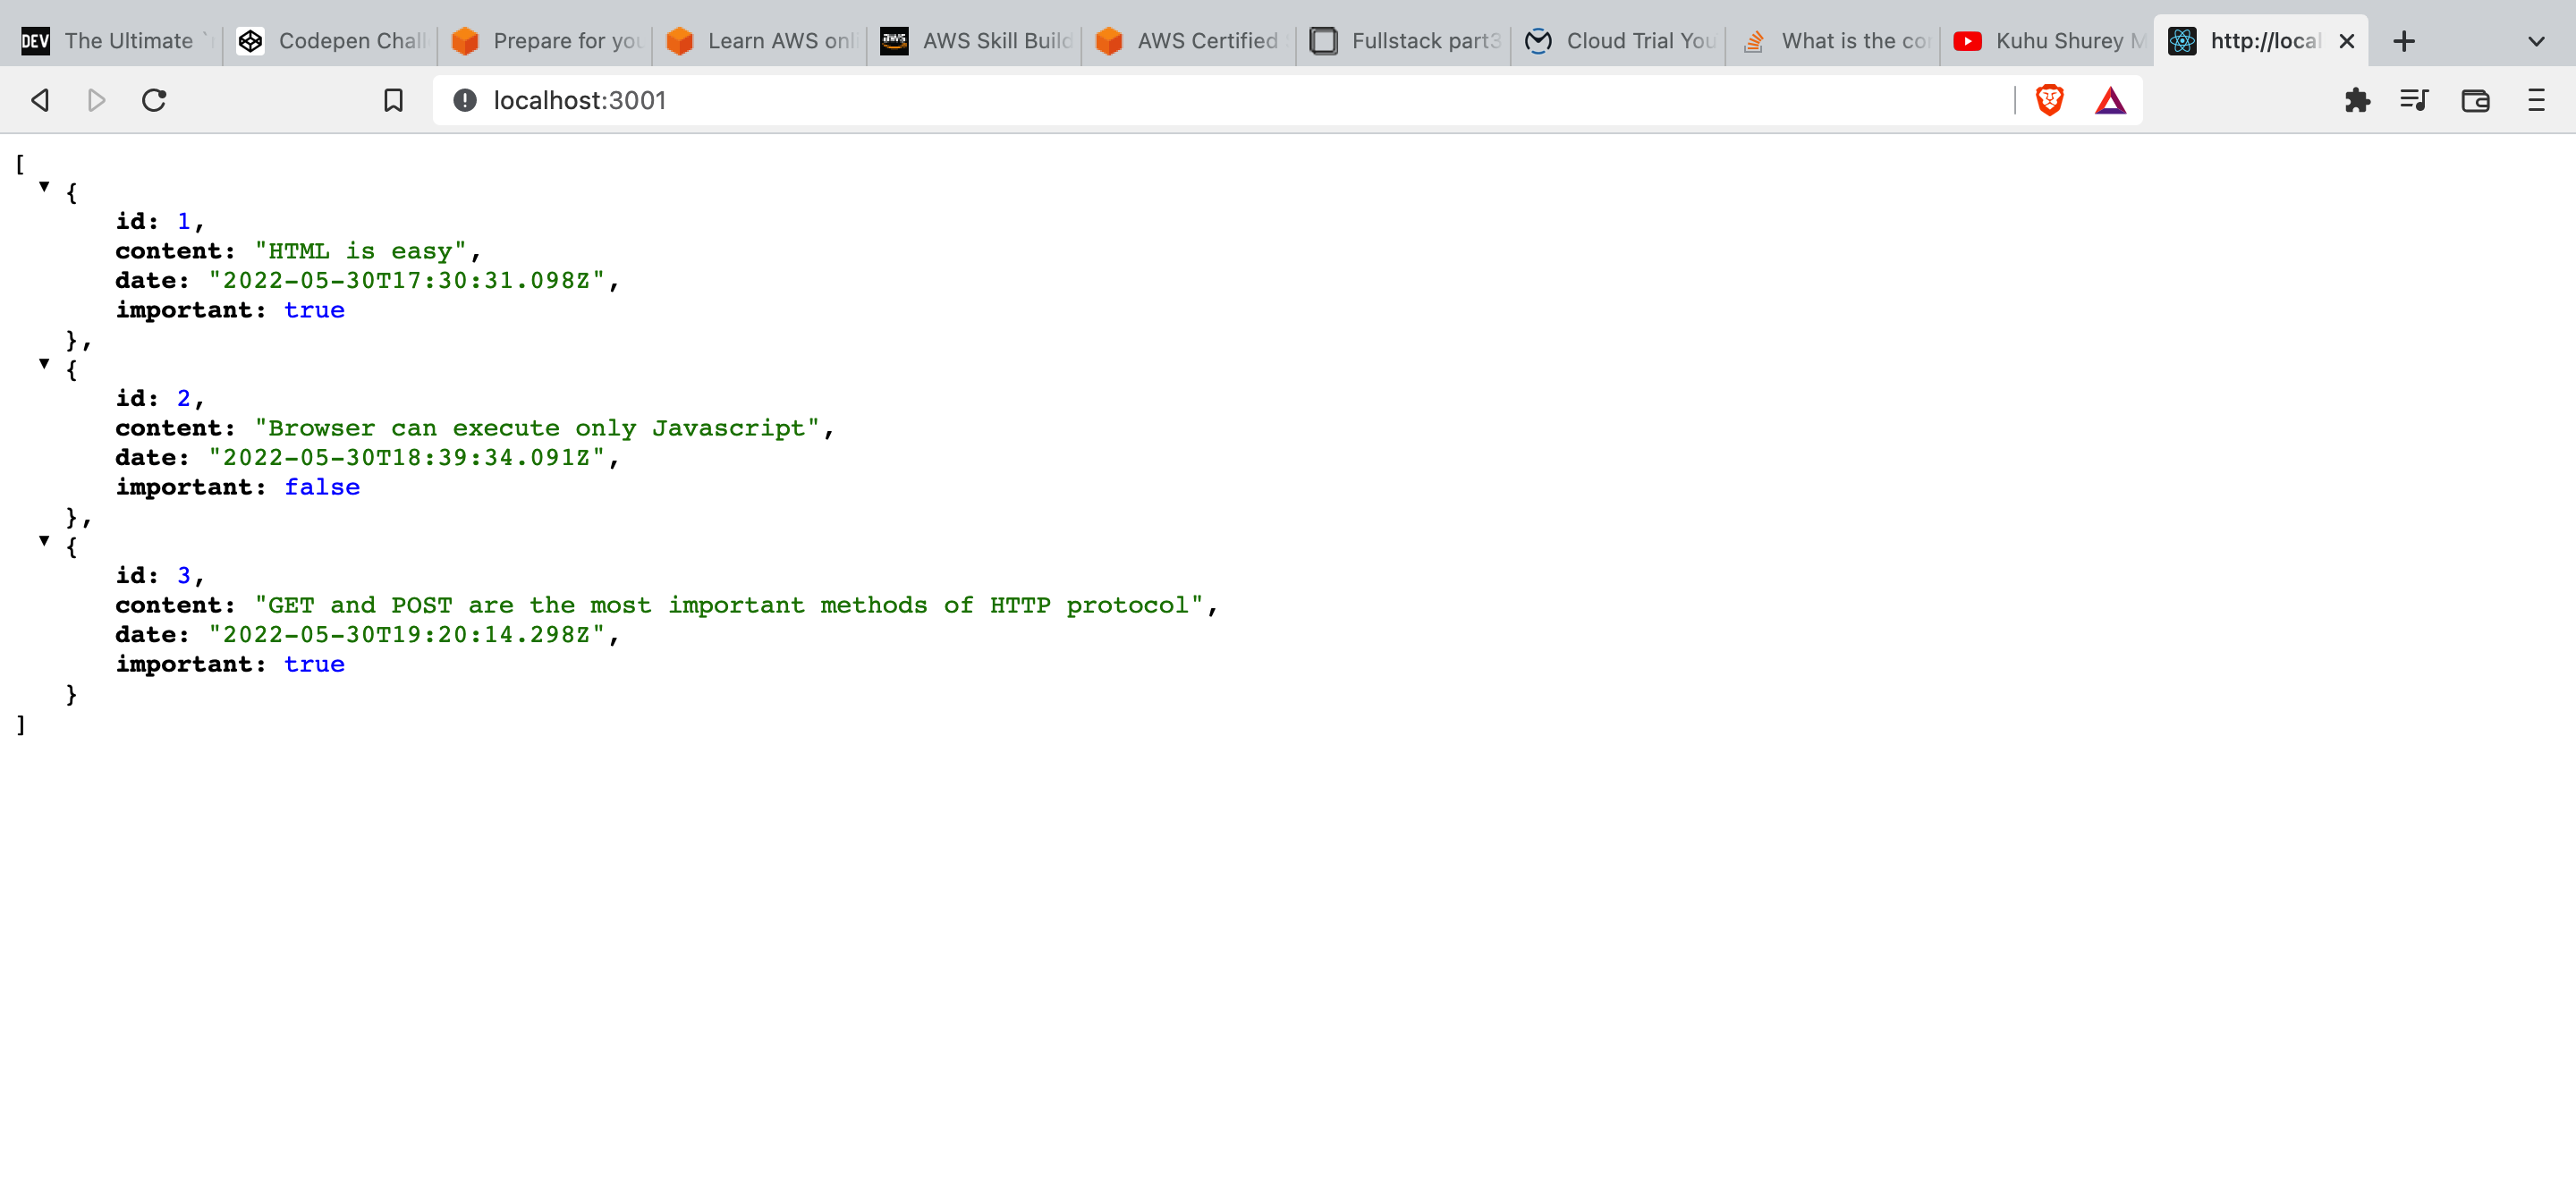 DEV The Ultimate
Codepen Chall
Prepare for you
Learn AWS onl
aws AWS Skill Build
AWS Certified
Fullstack part3
Cloud Trial You
What is the co
Kuhu Shurey M
http://local
localhost:3001
[
{
id: 1,
content: "HTML is easy",
date: "2022-05-30T17:30:31.098Z",
important: true
},
{
id: 2,
content: "Browser can execute only Javascript",
date: "2022-05-30T18:39:34.091Z",
important: false
},
{
id: 3,
content: "GET and POST are the most important methods of HTTP protocol",
date: "2022-05-30T19:20:14.298Z",
important: true
}
]